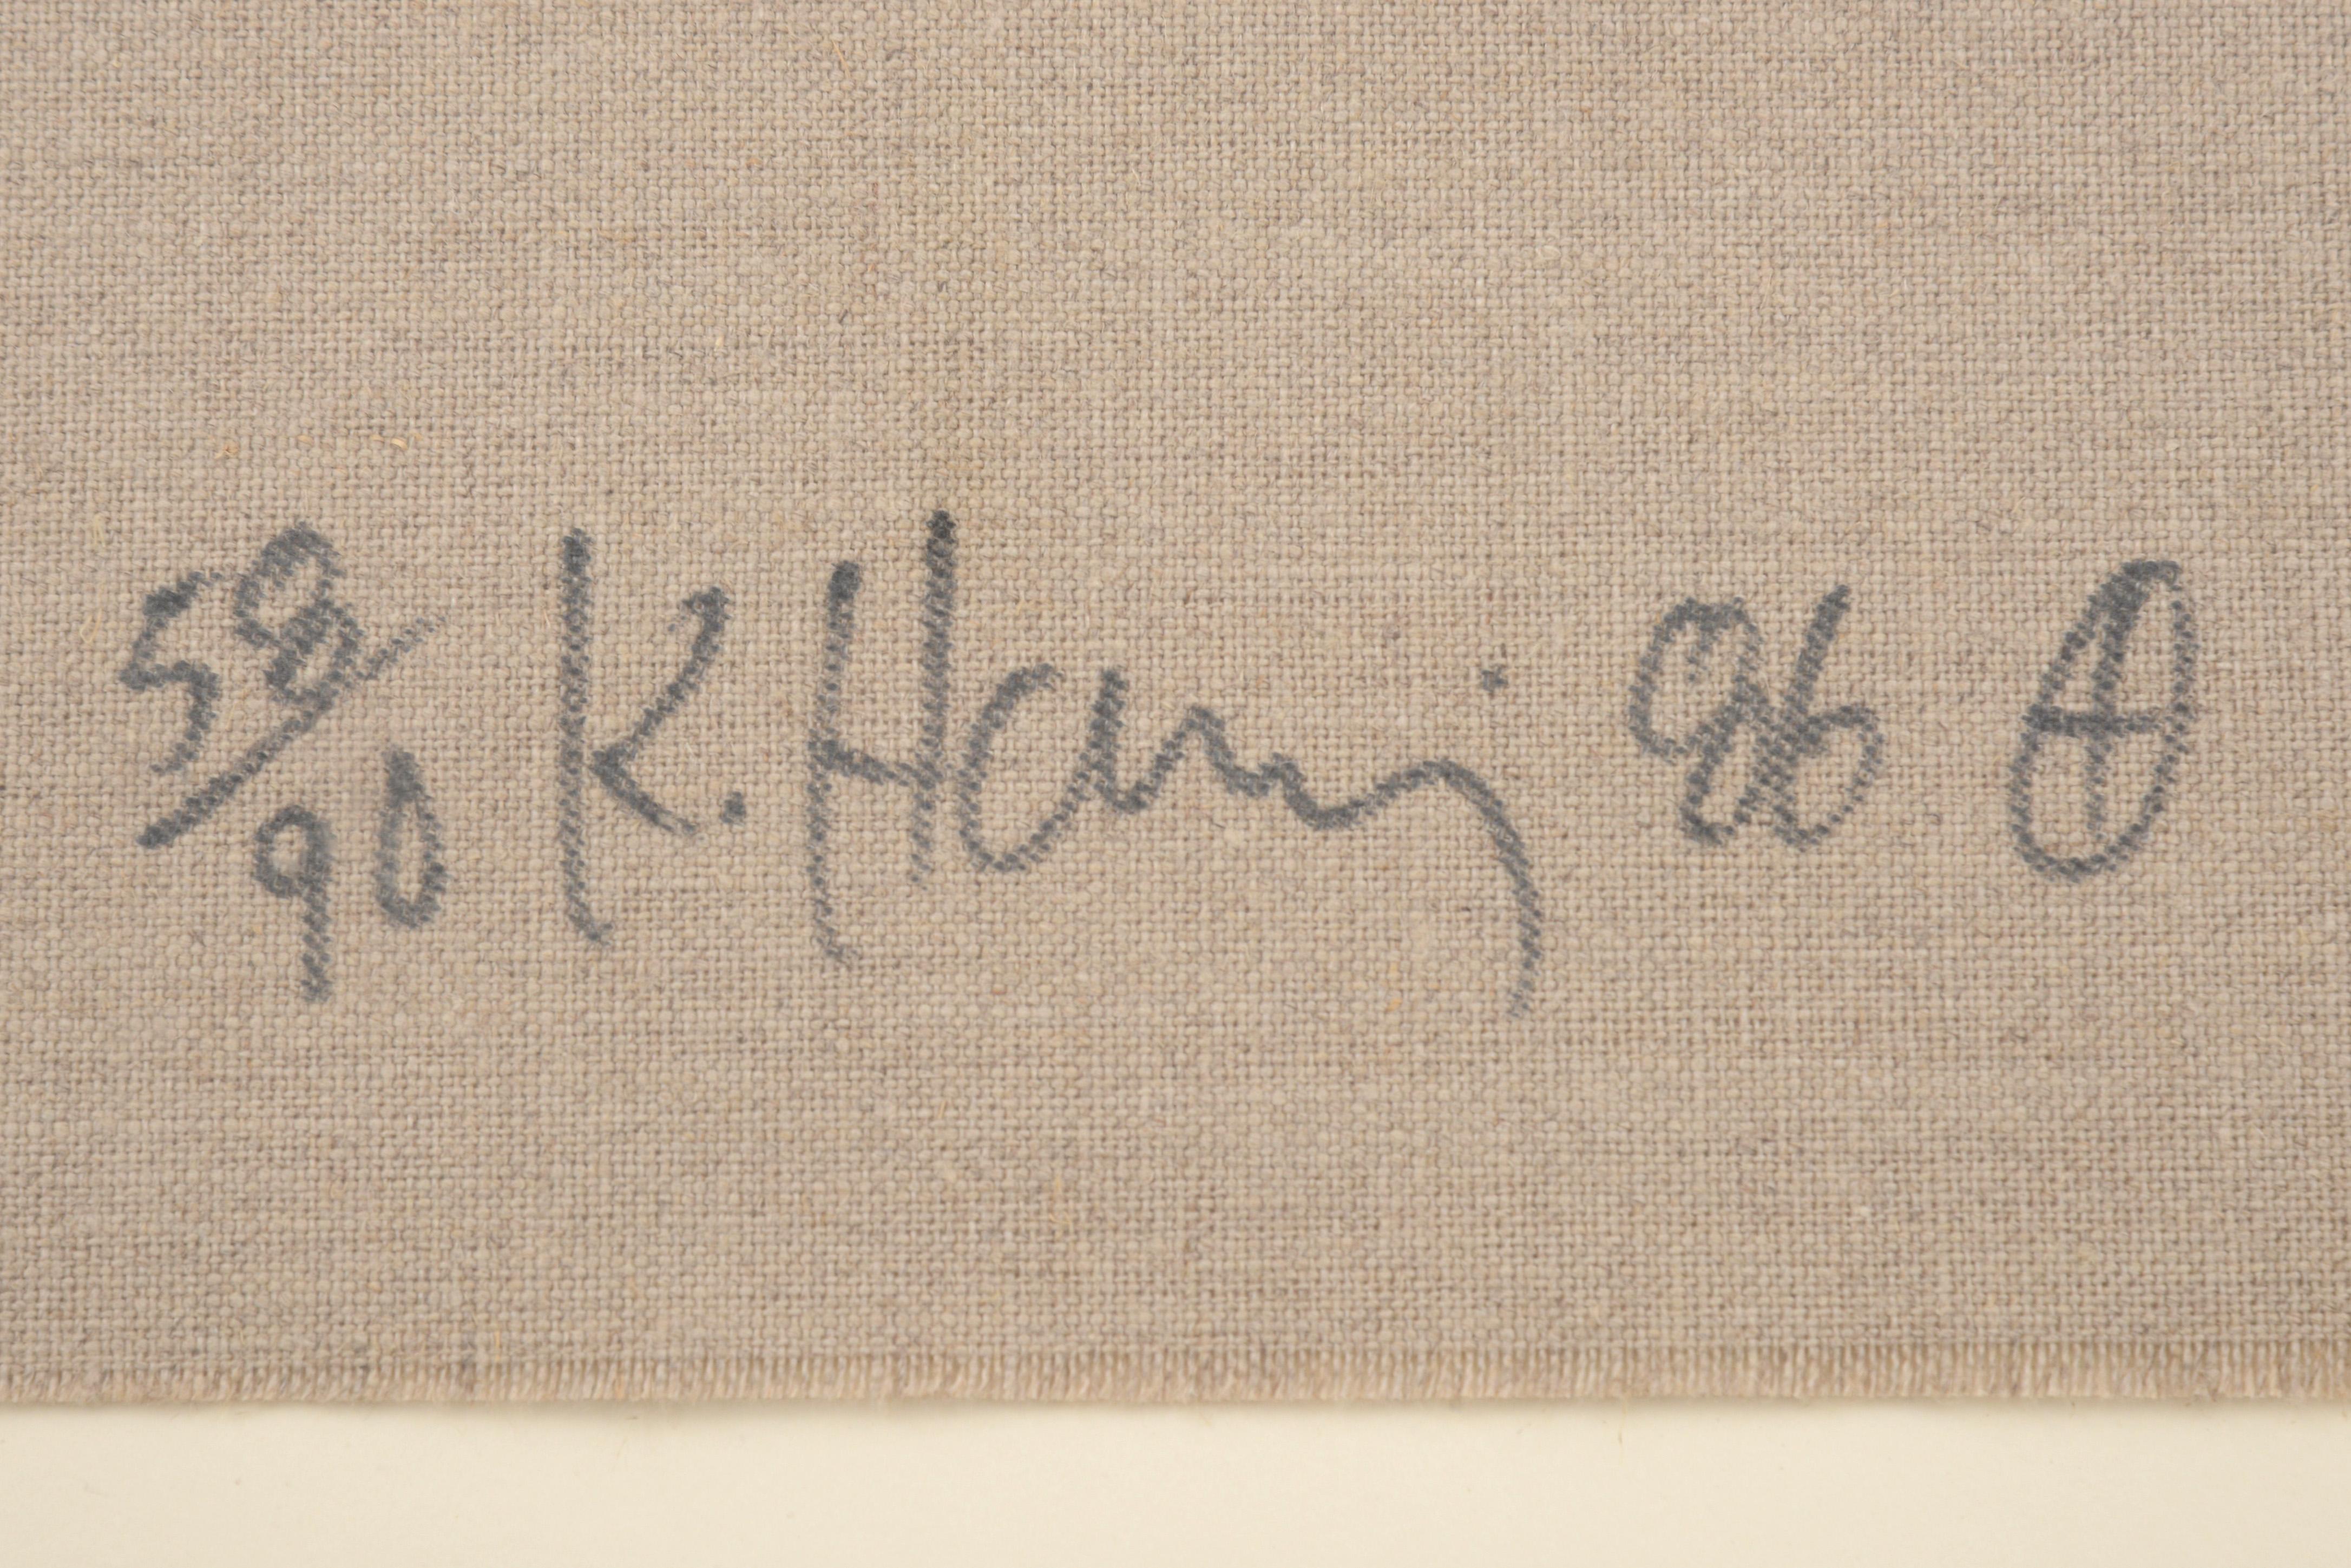 58/90 K. Haring 86 ⊕